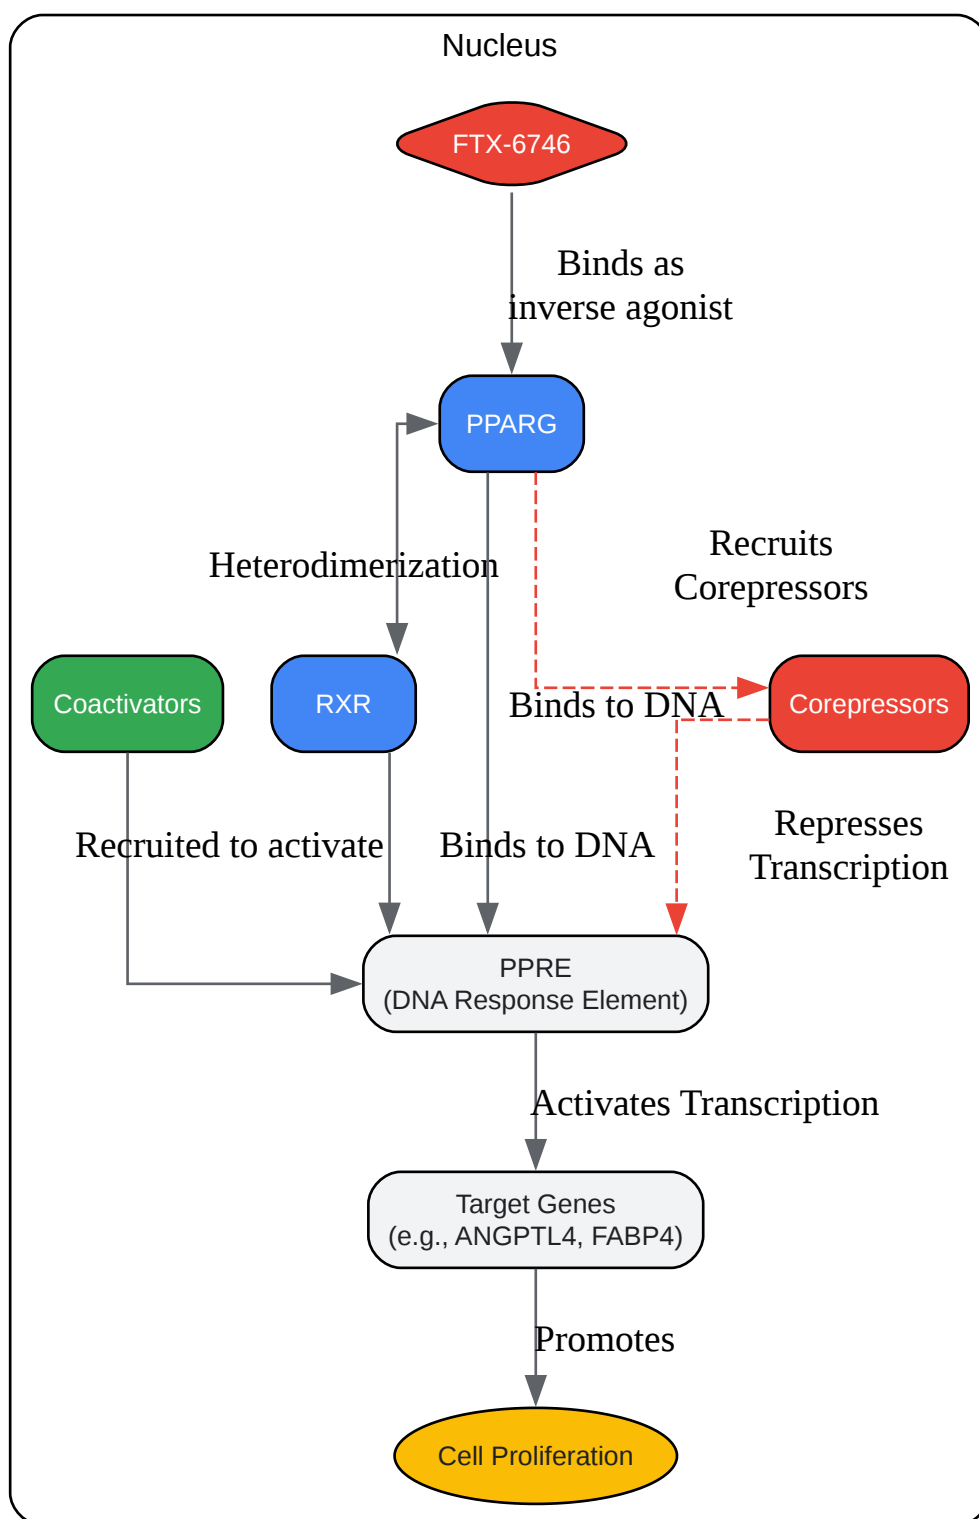 Nucleus
FTX-6746
Binds as
inverse agonist
PPARG
Heterodimerization
Recruits
Corepressors
Coactivators
RXR
Binds to DNA
Corepressors
Recruited to activate
Binds to DNA
Represses
Transcription
PPRE
(DNA Response Element)
Activates Transcription
Target Genes
(e.g., ANGPTL4, FABP4)
Promotes
Cell Proliferation